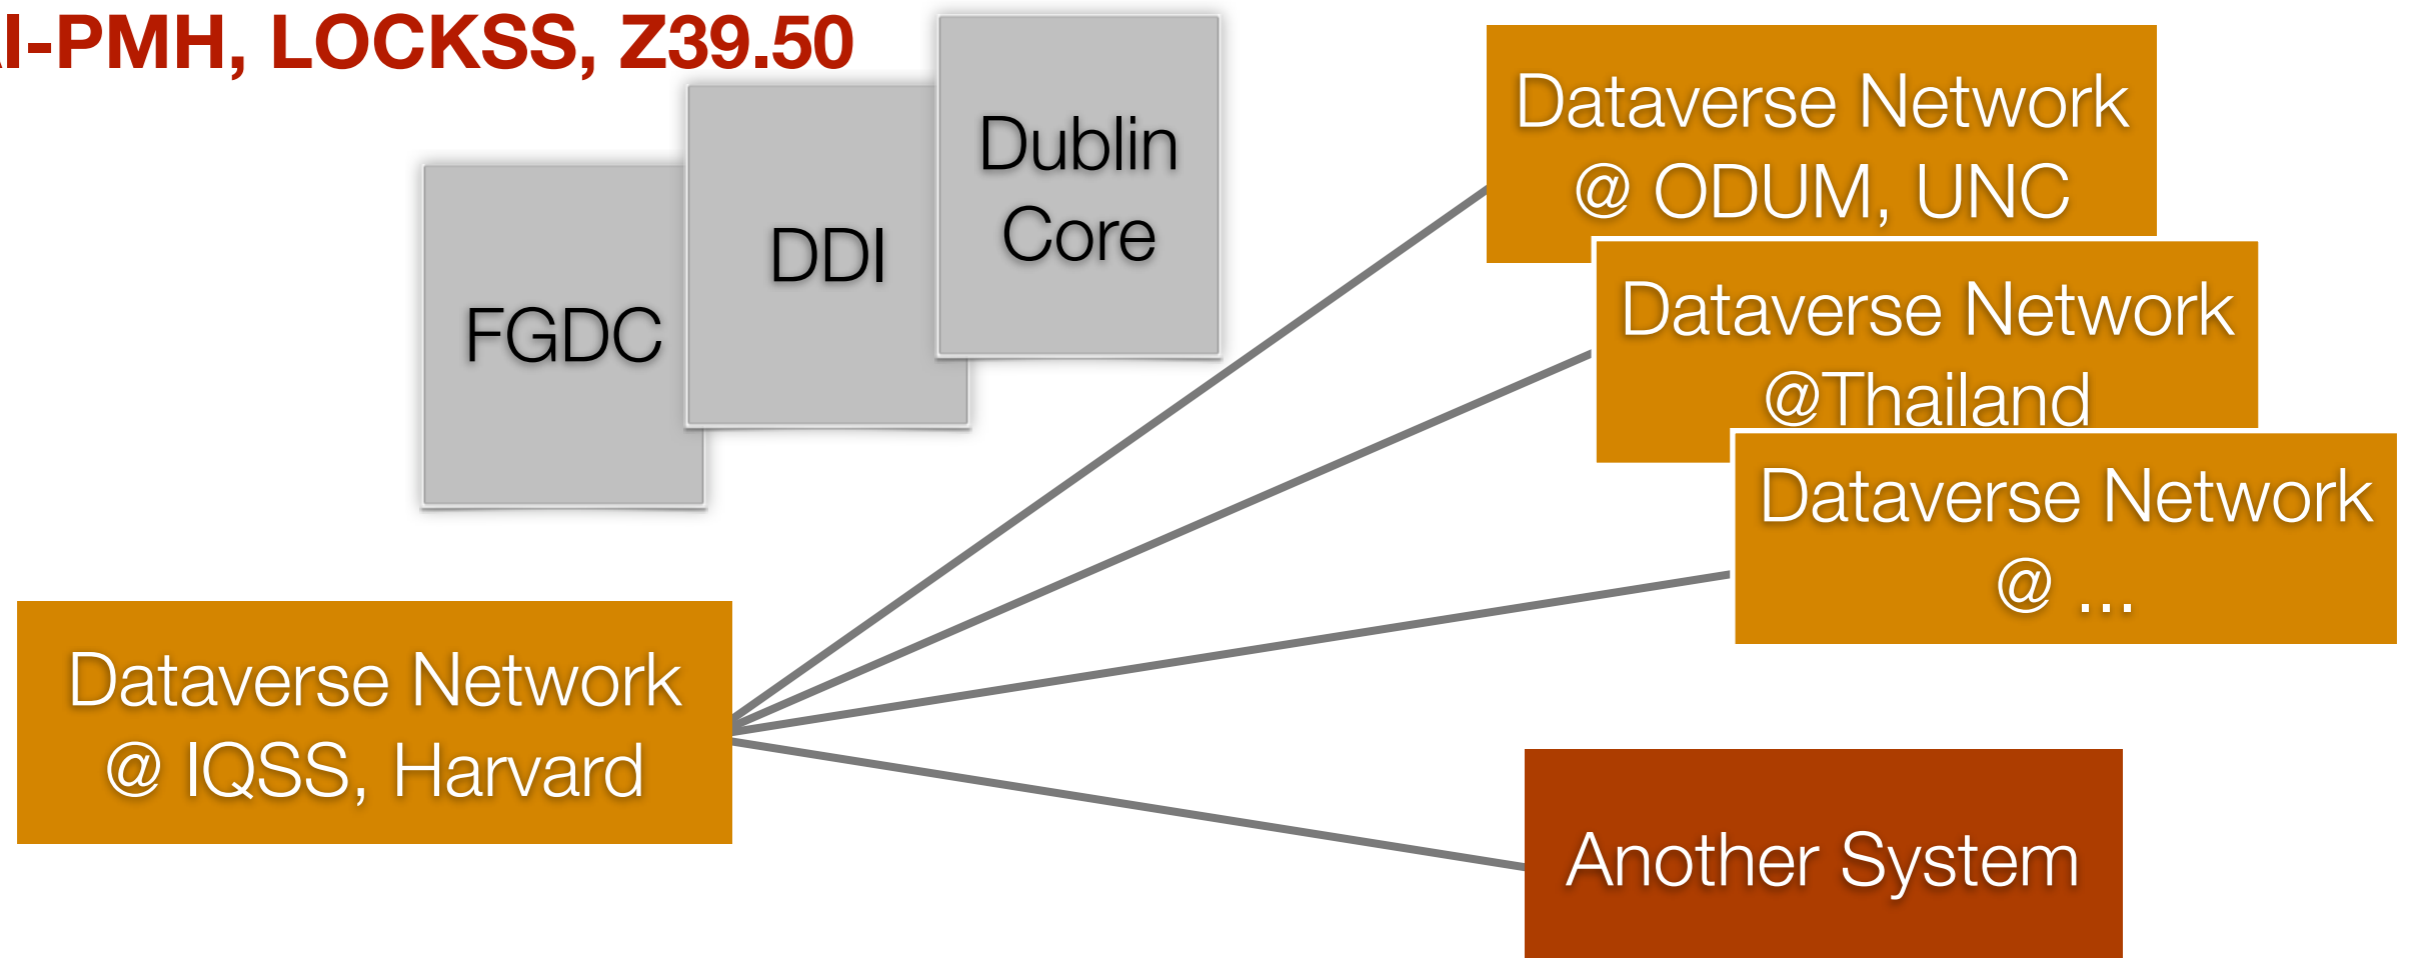 I-PMH, LOCKSS, Z39.50
Dublin
Core
DDI
FGDC
Dataverse Network
@ ODUM, UNC
Dataverse Network
@Thailand
Dataverse Network
@ ...
Dataverse Network
@ IQSS, Harvard
Another System